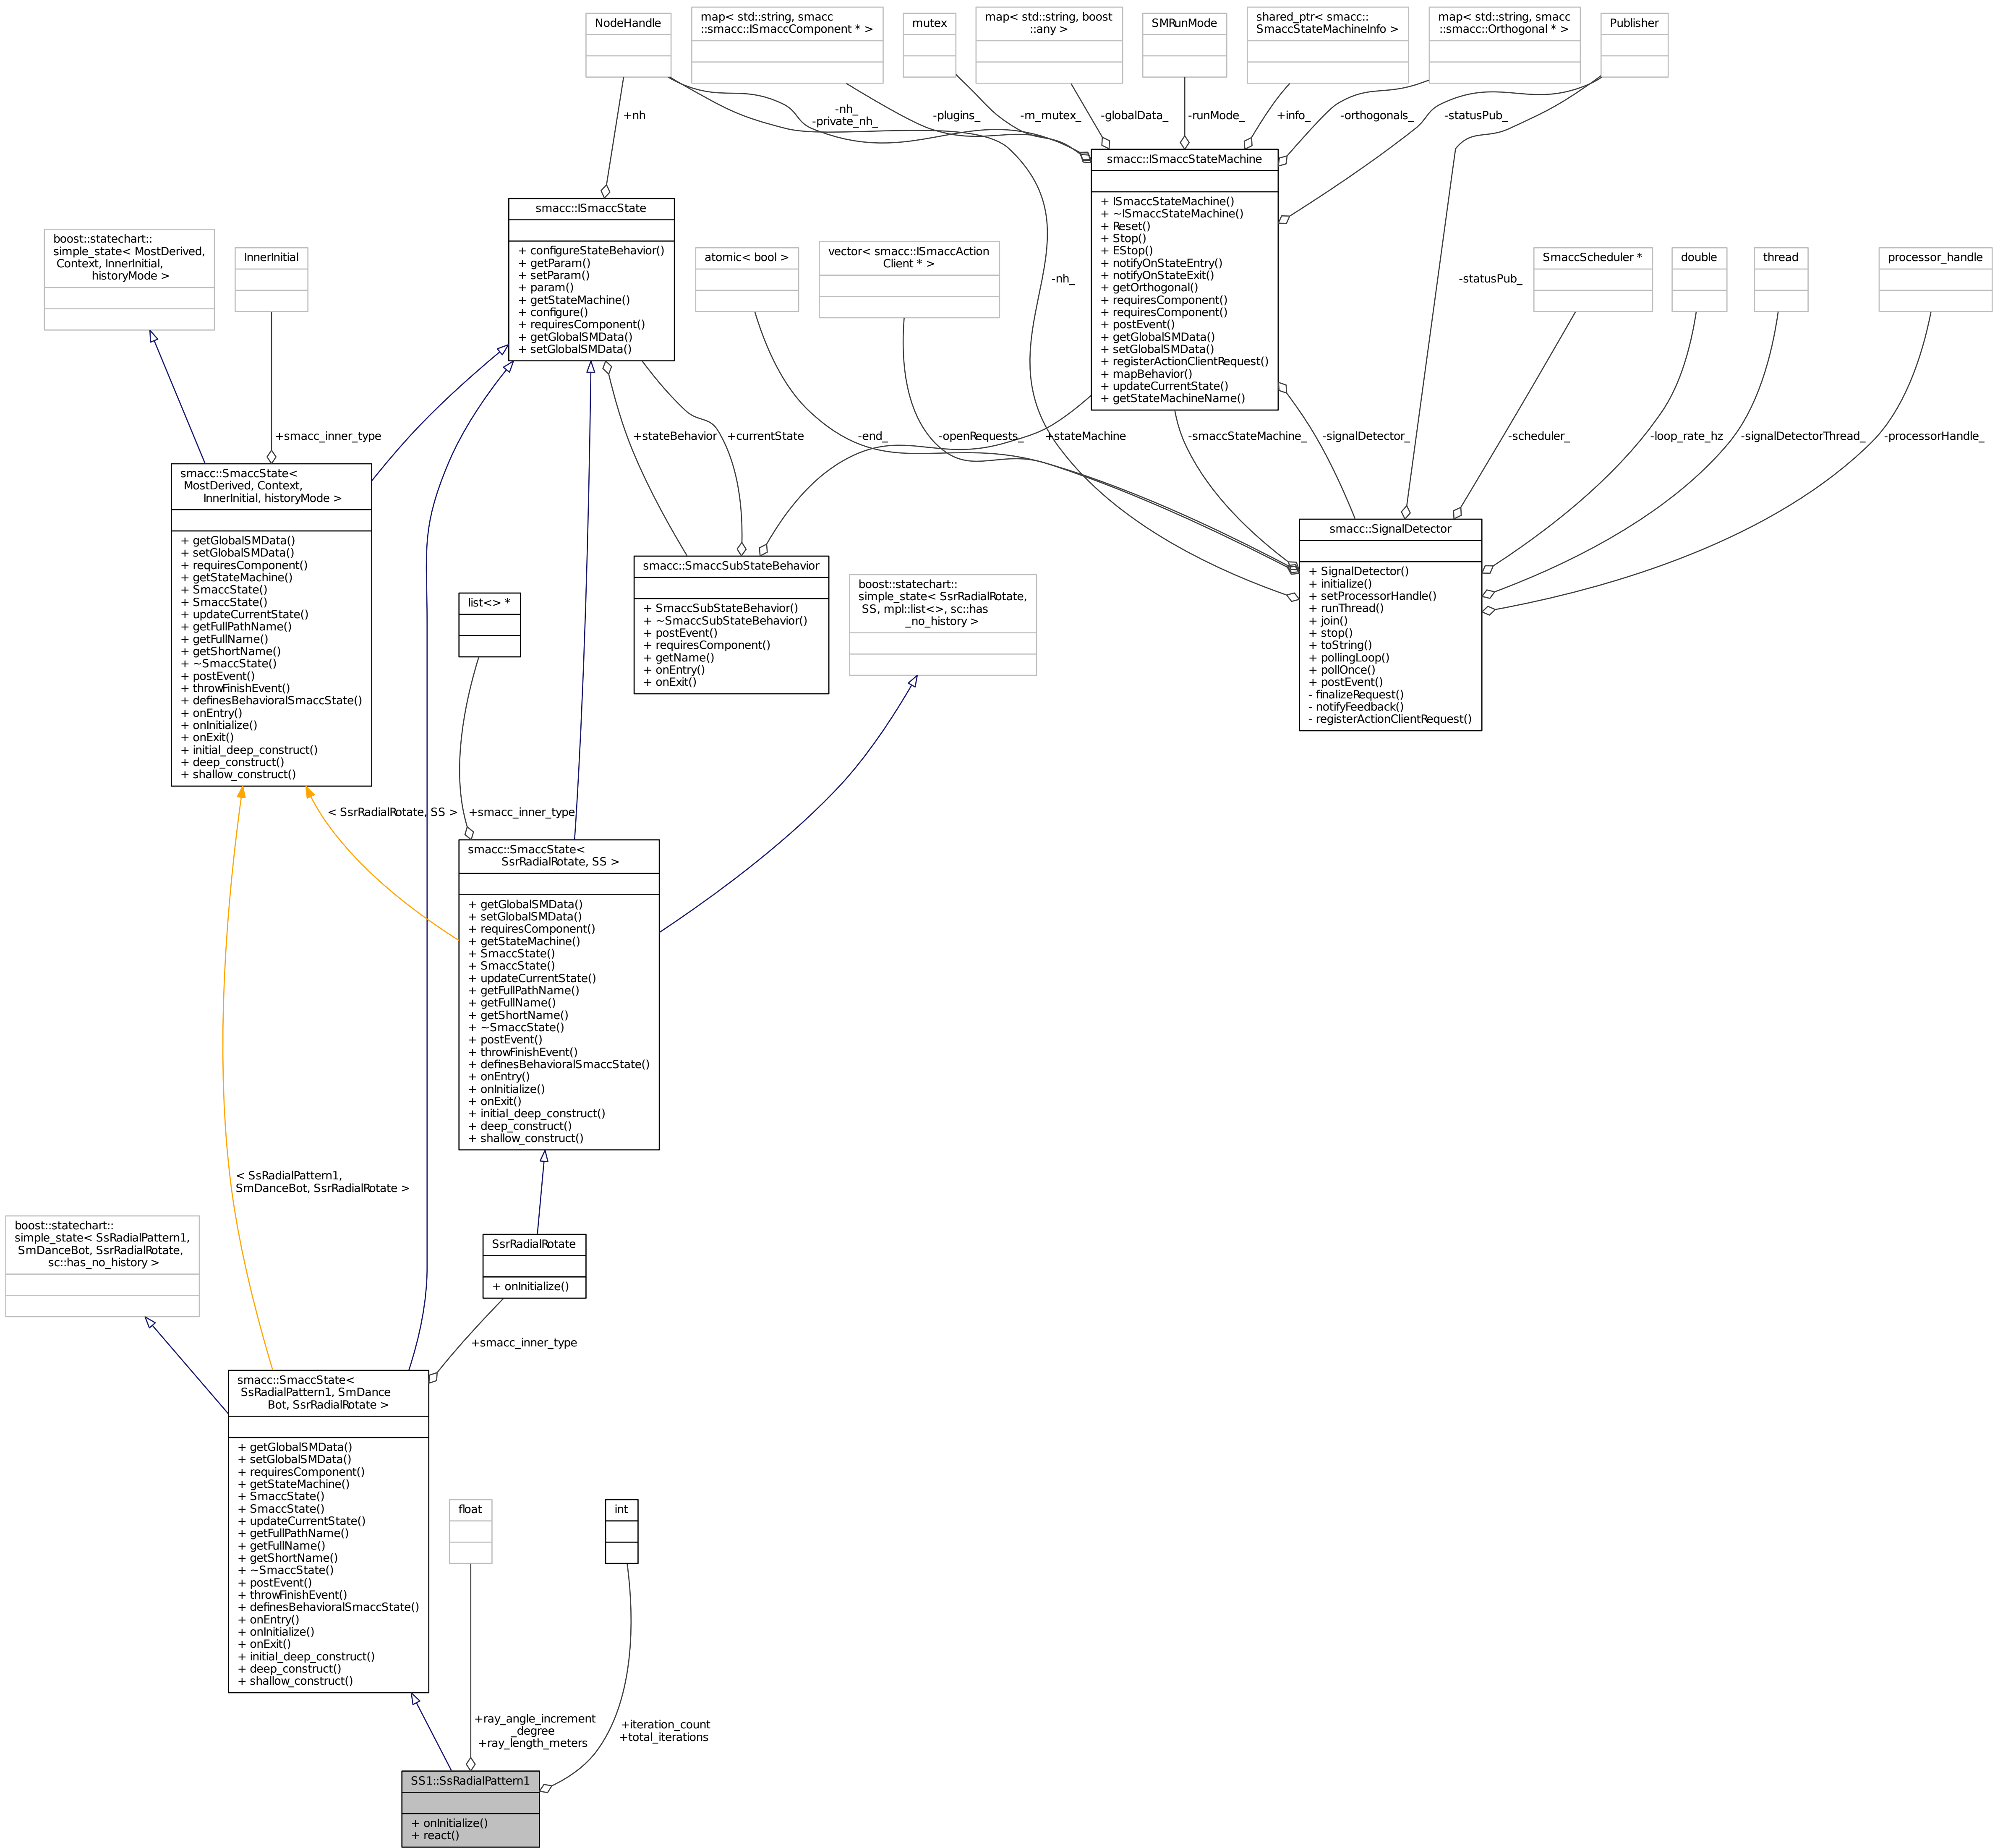 NodeHandle
map< std::string, smacc
::smacc::ISmaccComponent * >
mutex
map< std::string, boost
::any >
SMRunMode
shared_ptr< smacc::
SmaccStateMachineInfo >
map< std::string, smacc
::smacc::Orthogonal * >
Publisher
+nh
-nh_
-private_nh_
-plugins_
-m_mutex_
-globalData_
-runMode_
+info_
-orthogonals_
-statusPub_
smacc::ISmaccStateMachine
+ ISmaccStateMachine()
+ ~ISmaccStateMachine()
+ Reset()
+ Stop()
+ EStop()
+ notifyOnStateEntry()
+ notifyOnStateExit()
+ getOrthogonal()
+ requiresComponent()
+ requiresComponent()
+ postEvent()
+ getGlobalSMData()
+ setGlobalSMData()
+ registerActionClientRequest()
+ mapBehavior()
+ updateCurrentState()
+ getStateMachineName()
smacc::ISmaccState
+ configureStateBehavior()
+ getParam()
+ setParam()
+ param()
+ getStateMachine()
+ configure()
+ requiresComponent()
+ getGlobalSMData()
+ setGlobalSMData()
boost::statechart::
simple_state< MostDerived,
Context, InnerInitial,
historyMode >
InnerInitial
atomic< bool >
vector< smacc::ISmaccAction
Client * >
-nh_
-statusPub_
SmaccScheduler *
double
thread
processor_handle
+smacc_inner_type
+stateBehavior
+currentState
-end_
-openRequests_
+stateMachine
-smaccStateMachine_
-signalDetector_
-scheduler_
-loop_rate_hz
-signalDetectorThread_
-processorHandle_
smacc::SmaccState<
MostDerived, Context,
InnerInitial, historyMode >
+ getGlobalSMData()
+ setGlobalSMData()
+ requiresComponent()
+ getStateMachine()
+ SmaccState()
+ SmaccState()
+ updateCurrentState()
+ getFullPathName()
+ getFullName()
+ getShortName()
+ ~SmaccState()
+ postEvent()
+ throwFinishEvent()
+ definesBehavioralSmaccState()
+ onEntry()
+ onInitialize()
+ onExit()
+ initial_deep_construct()
+ deep_construct()
+ shallow_construct()
smacc::SignalDetector
+ SignalDetector()
+ initialize()
+ setProcessorHandle()
+ runThread()
+ join()
+ stop()
+ toString()
+ pollingLoop()
+ pollOnce()
+ postEvent()
- finalizeRequest()
- notifyFeedback()
- registerActionClientRequest()
smacc::SmaccSubStateBehavior
+ SmaccSubStateBehavior()
+ ~SmaccSubStateBehavior()
+ postEvent()
+ requiresComponent()
+ getName()
+ onEntry()
+ onExit()
list<> *
boost::statechart::
simple_state< SsrRadialRotate,
SS, mpl::list<>, sc::has
_no_history >
< SsrRadialRotate, SS >
+smacc_inner_type
smacc::SmaccState<
SsrRadialRotate, SS >
+ getGlobalSMData()
+ setGlobalSMData()
+ requiresComponent()
+ getStateMachine()
+ SmaccState()
+ SmaccState()
+ updateCurrentState()
+ getFullPathName()
+ getFullName()
+ getShortName()
+ ~SmaccState()
+ postEvent()
+ throwFinishEvent()
+ definesBehavioralSmaccState()
+ onEntry()
+ onInitialize()
+ onExit()
+ initial_deep_construct()
+ deep_construct()
+ shallow_construct()
< SsRadialPattern1,
SmDanceBot, SsrRadialRotate >
boost::statechart::
simple_state< SsRadialPattern1,
SmDanceBot, SsrRadialRotate,
sc::has_no_history >
SsrRadialRotate
+ onInitialize()
+smacc_inner_type
smacc::SmaccState<
SsRadialPattern1, SmDance
Bot, SsrRadialRotate >
+ getGlobalSMData()
+ setGlobalSMData()
+ requiresComponent()
+ getStateMachine()
+ SmaccState()
+ SmaccState()
+ updateCurrentState()
+ getFullPathName()
+ getFullName()
+ getShortName()
+ ~SmaccState()
+ postEvent()
+ throwFinishEvent()
+ definesBehavioralSmaccState()
+ onEntry()
+ onInitialize()
+ onExit()
+ initial_deep_construct()
+ deep_construct()
+ shallow_construct()
float
int
+ray_angle_increment
_degree
+ray_length_meters
+iteration_count
+total_iterations
SS1::SsRadialPattern1
+ onInitialize()
+ react()